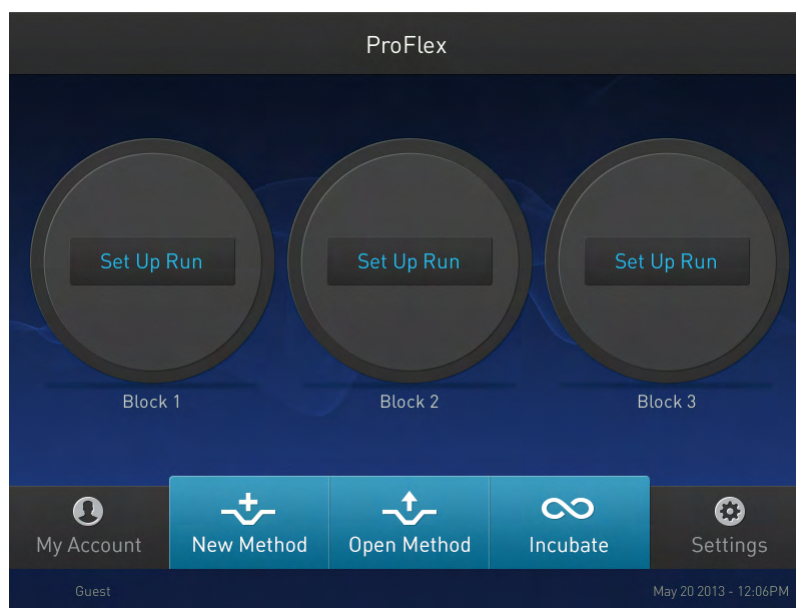 ProFlex
Set Up Run
Set Up Run
Set Up Run
Block 1
Block 2
Block 3
My Account
New Method
Open Method
Incubate
Settings
Guest
May 20 2013 - 12:06PM